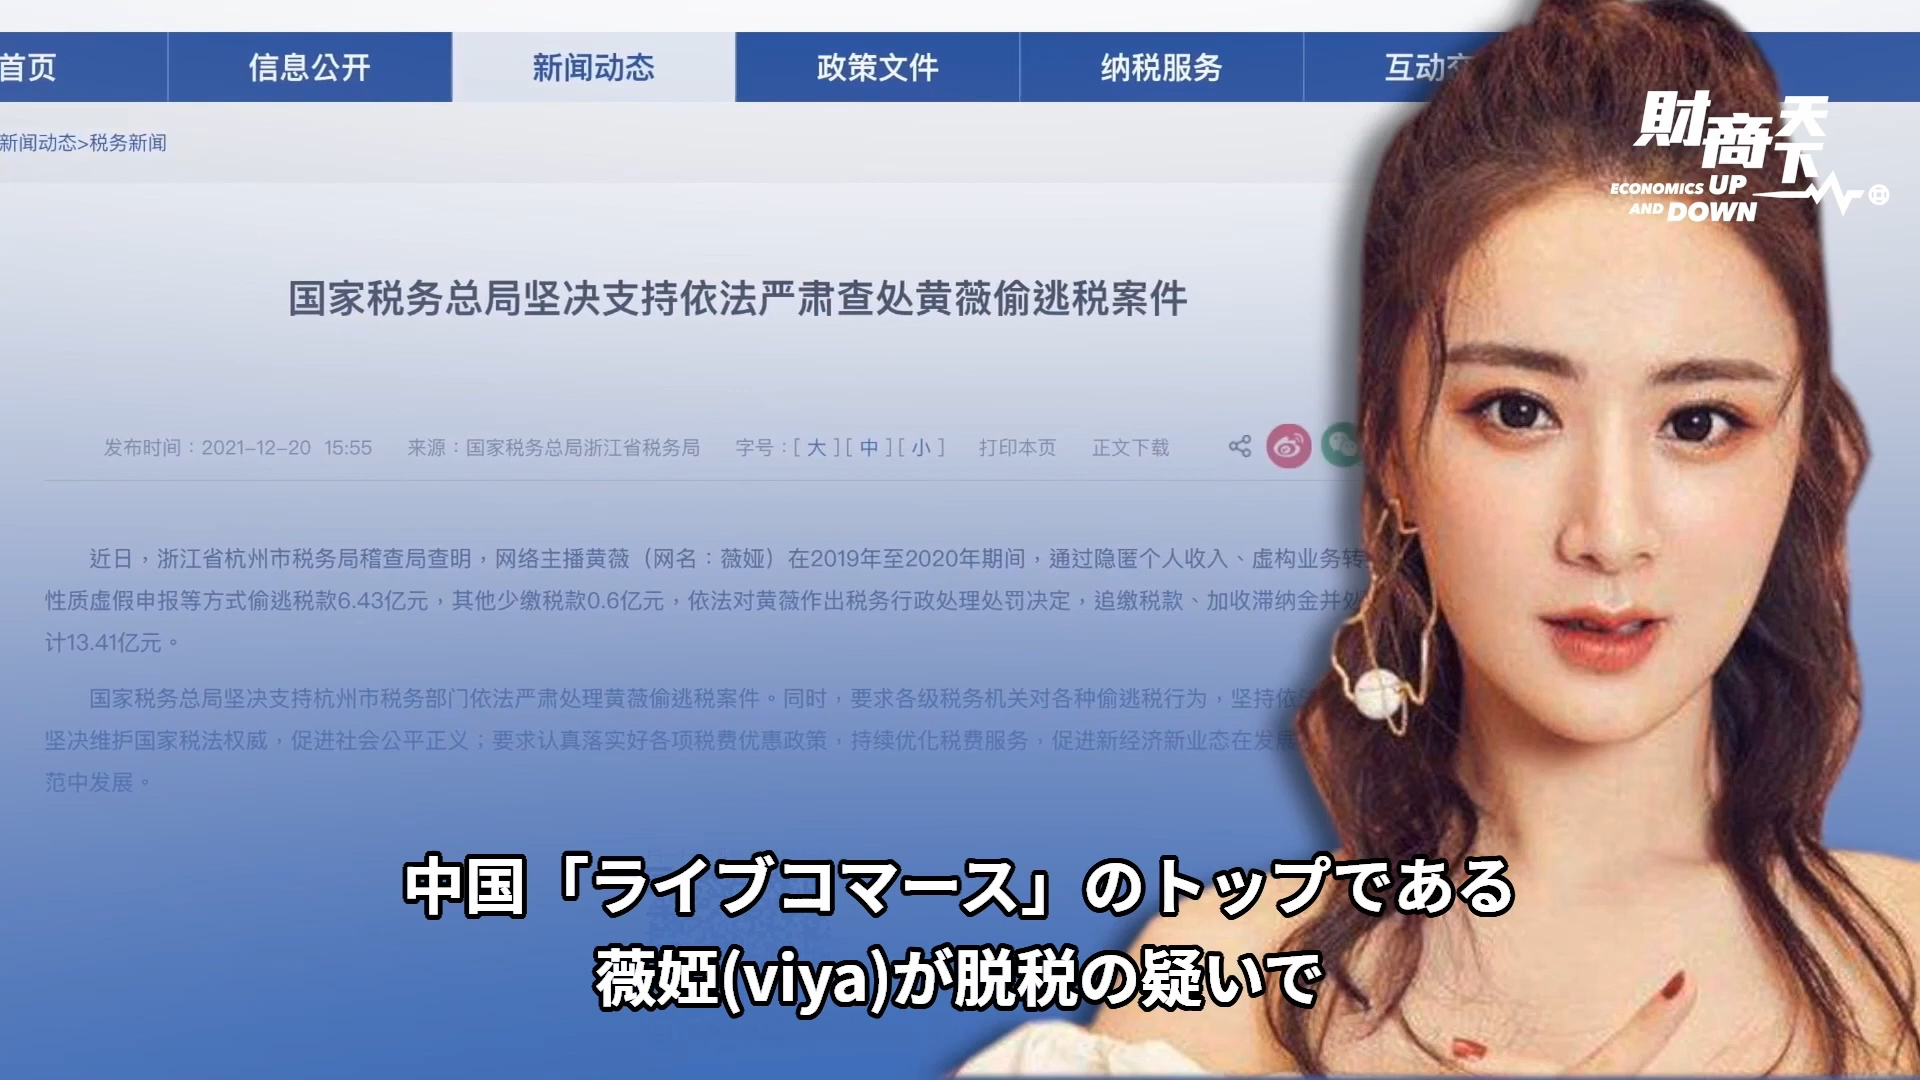 首页 信息公开 新闻动态 政策文件 纳税服务 互动交
新闻动态>税务新闻
財商天下
ECONOMICS UP
AND DOWN
国家税务总局坚决支持依法严肃查处黄薇偷逃税案件
发布时间：2021-12-20 15:55 来源：国家税务总局浙江省税务局 字号：[ 大 ] [ 中 ] [ 小 ] 打印本页 正文下载
近日，浙江省杭州市税务局稽查局查明，网络主播黄薇（网名：薇娅）在2019年至2020年期间，通过隐匿个人收入、虚构业务转
性质虚假申报等方式偷逃税款6.43亿元，其他少缴税款0.6亿元，依法对黄薇作出税务行政处理处罚决定，追缴税款、加收滞纳金并处
计13.41亿元。
国家税务总局坚决支持杭州市税务部门依法严肃处理黄薇偷逃税案件。同时，要求各级税务机关对各种偷逃税行为，坚持依法
坚决维护国家税法权威，促进社会公平正义；要求认真落实好各项税费优惠政策，持续优化税费服务，促进新经济新业态在发展
范中发展。
中国「ライブコマース」のトップである
薇婭(viya)が脱税の疑いで